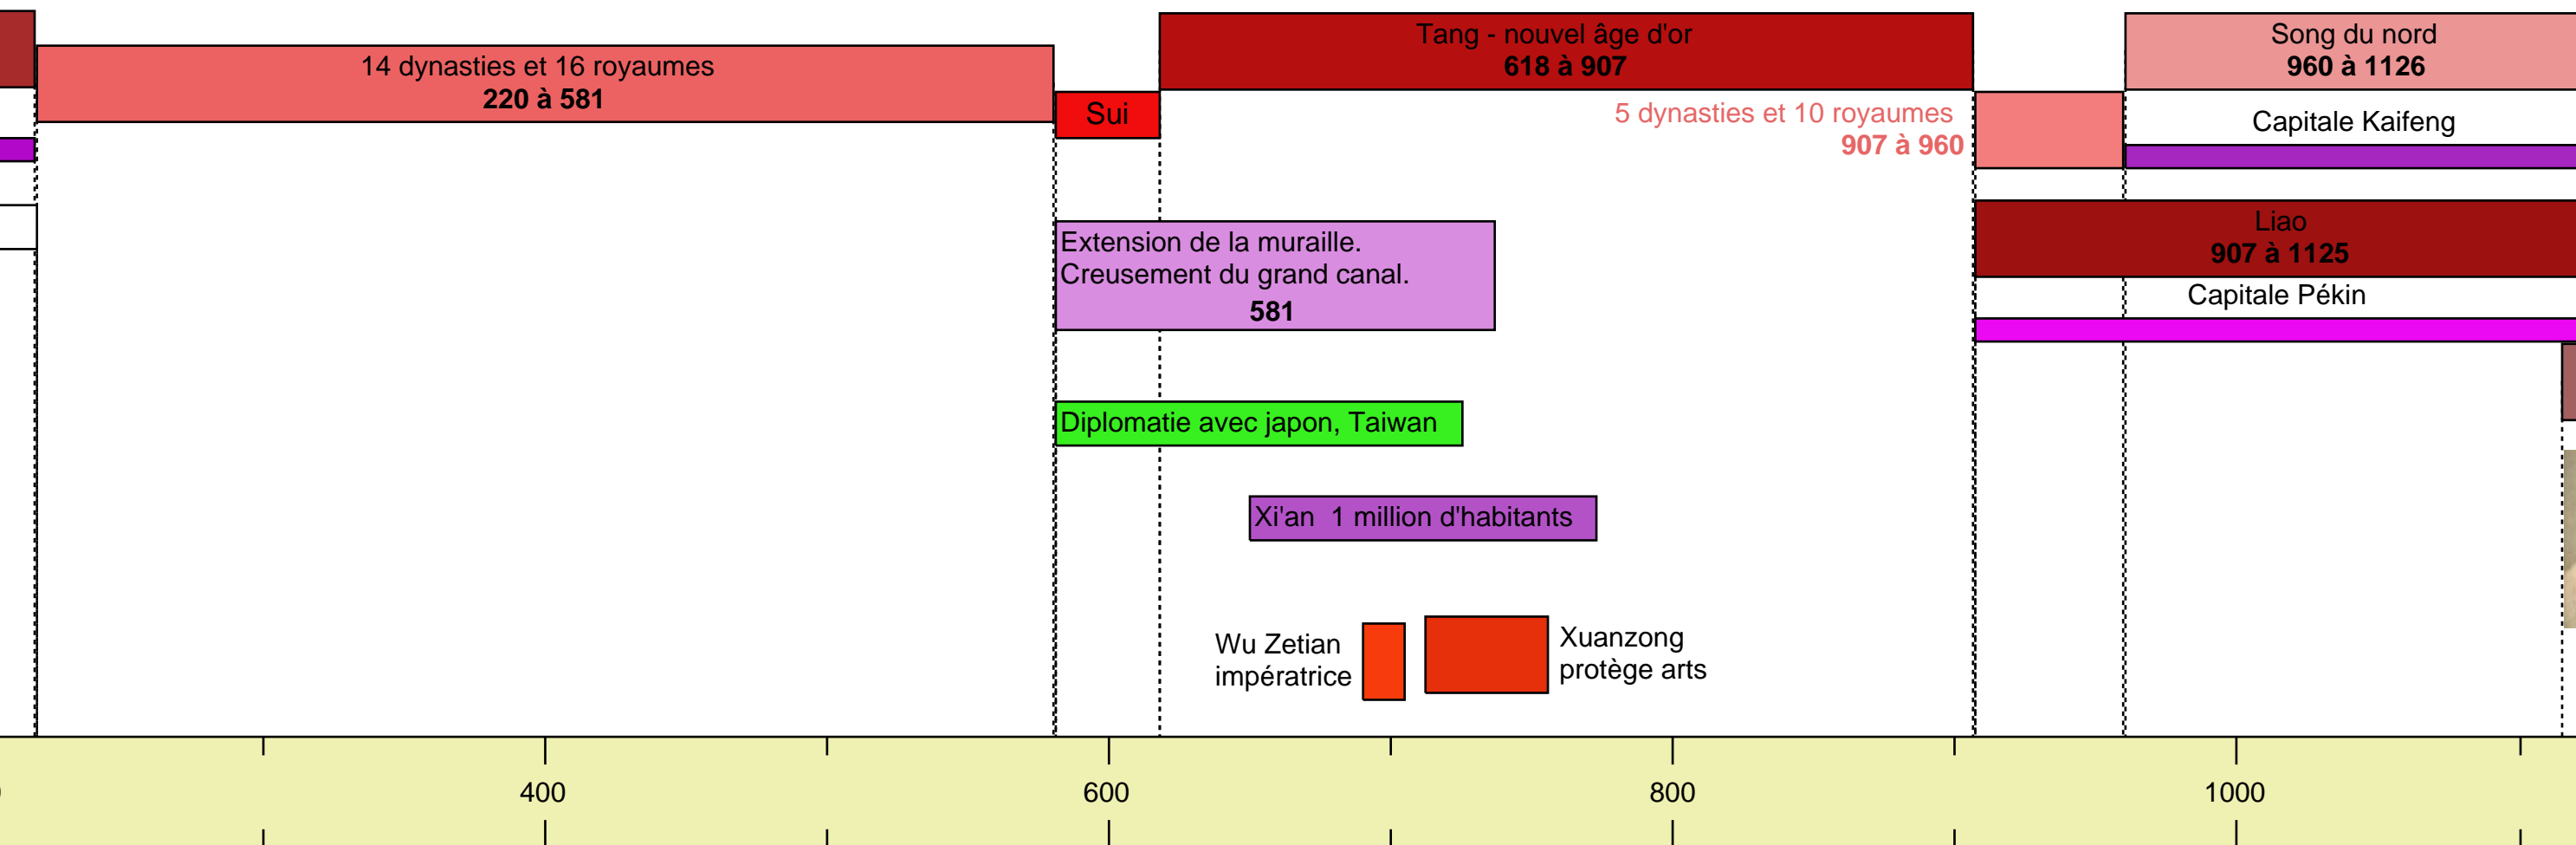 Tang - nouvel âge d'or
618 à 907
Song du nord
960 à 1126
14 dynasties et 16 royaumes
220 à 581
Sui
5 dynasties et 10 royaumes
907 à 960
Capitale Kaifeng
Liao
907 à 1125
Extension de la muraille.
Creusement du grand canal.
581
Capitale Pékin
Diplomatie avec japon, Taiwan
Xi'an  1 million d'habitants
Wu Zetian
impératrice
Xuanzong
protège arts
400
600
800
1000